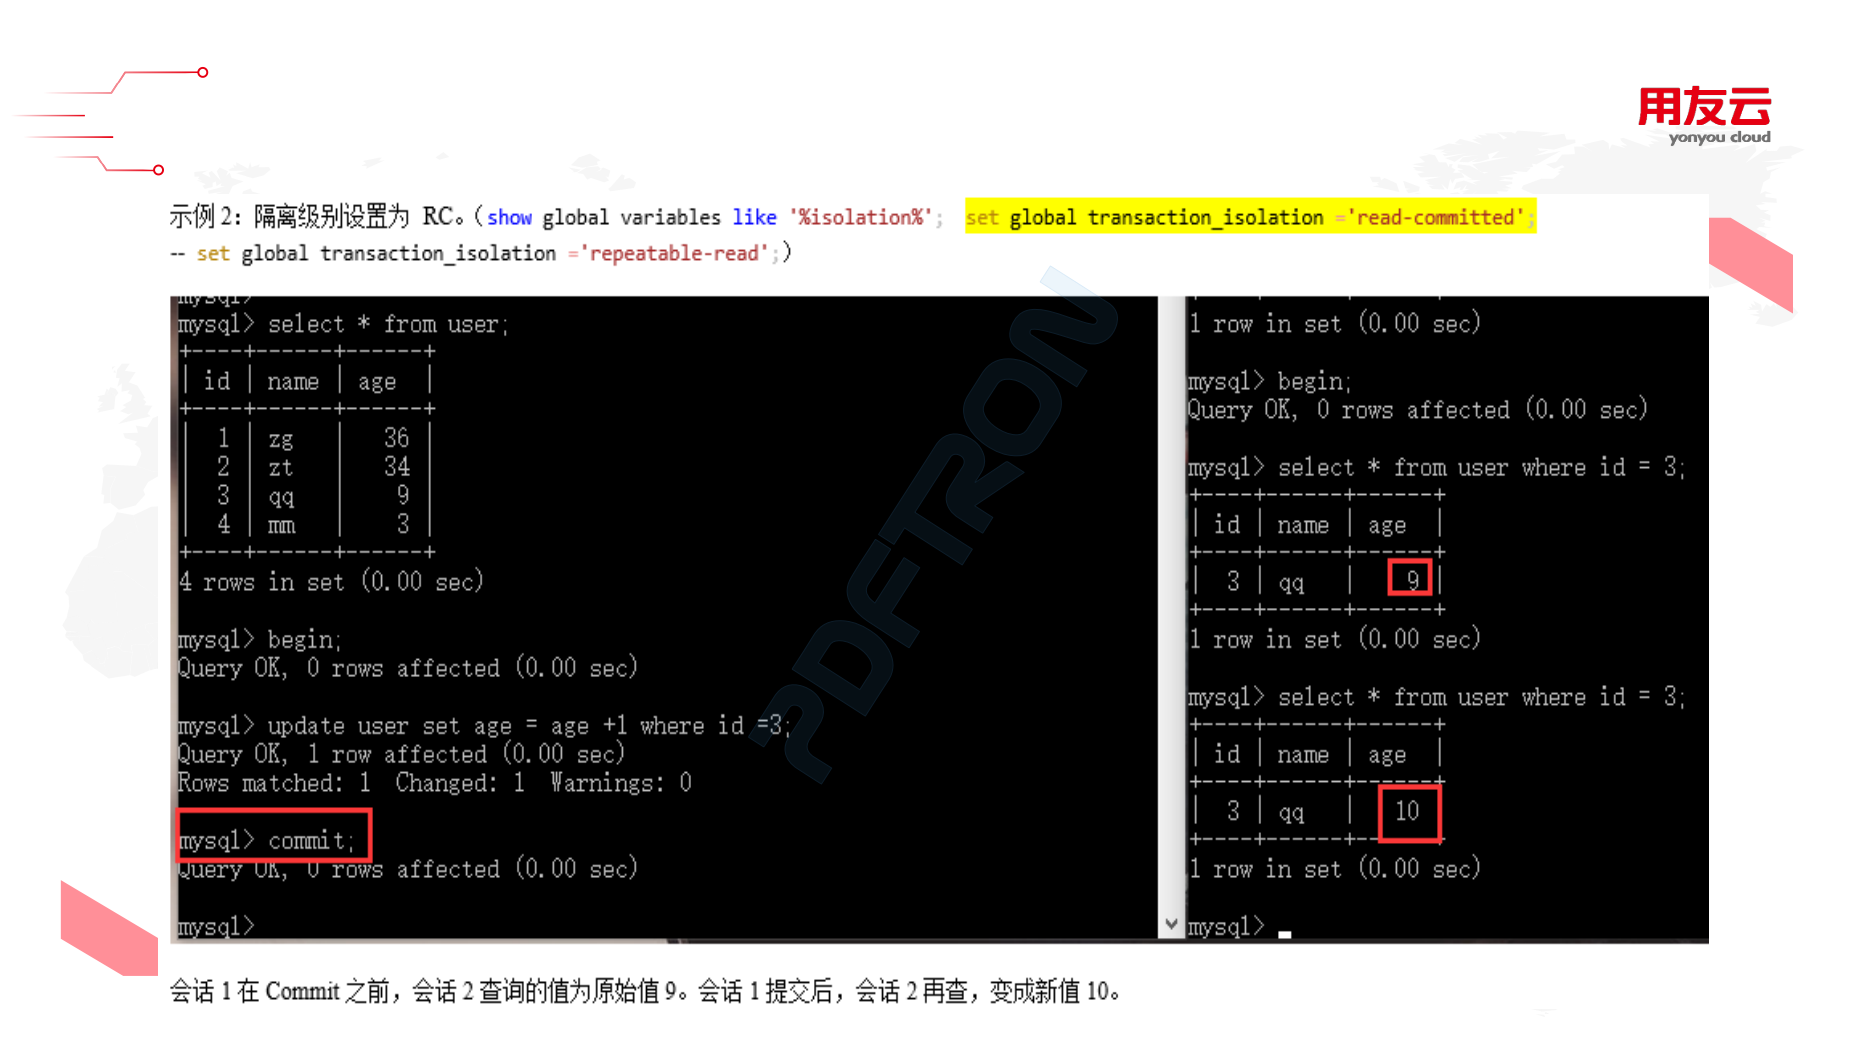 用友云
yonyou cloud
示例 2：隔离级别设置为 RC。（show global variables like '%isolation%'; set global transaction_isolation ='read-committed';
-- set global transaction_isolation ='repeatable-read';）
mysql>
mysql> select * from user;
+----+------+------+
| id | name | age  |
+----+------+------+
|  1 | zg   |   36 |
|  2 | zt   |   34 |
|  3 | qq   |    9 |
|  4 | mm   |    3 |
+----+------+------+
4 rows in set (0.00 sec)
mysql> begin;
Query OK, 0 rows affected (0.00 sec)
mysql> update user set age = age +1 where id =3;
Query OK, 1 row affected (0.00 sec)
Rows matched: 1  Changed: 1  Warnings: 0
mysql> commit;
Query OK, 0 rows affected (0.00 sec)
mysql>
1 row in set (0.00 sec)
mysql> begin;
Query OK, 0 rows affected (0.00 sec)
mysql> select * from user where id = 3;
+----+------+------+
| id | name | age  |
+----+------+------+
|  3 | qq   |    9 |
+----+------+------+
1 row in set (0.00 sec)
mysql> select * from user where id = 3;
+----+------+------+
| id | name | age  |
+----+------+------+
|  3 | qq   |   10 |
+----+------+------+
1 row in set (0.00 sec)
mysql>
PDFTRON
会话 1 在 Commit 之前，会话 2 查询的值为原始值 9。会话 1 提交后，会话 2 再查，变成新值 10。